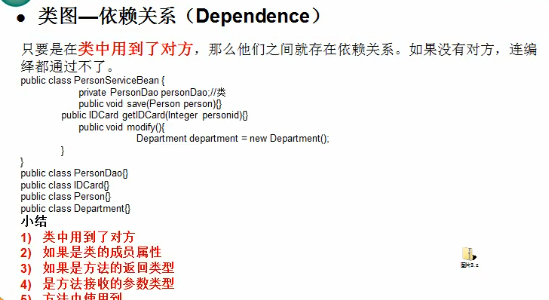 ● 类图—依赖关系（Dependence）
只要是在类中用到了对方，那么他们之间就存在依赖关系。如果没有对方，连编
绎都通过不了。
public class PersonServiceBean {
private PersonDao personDao;//类
public void save(Person person){}
public IDCard getIDCard(Integer personid){}
public void modify(){
Department department = new Department();
}
}
public class PersonDao{}
public class IDCard{}
public class Person{}
public class Department{}
小结
1) 类中用到了对方
2) 如果是类的成员属性
3) 如果是方法的返回类型
4) 是方法接收的参数类型
5) 方法中使用到